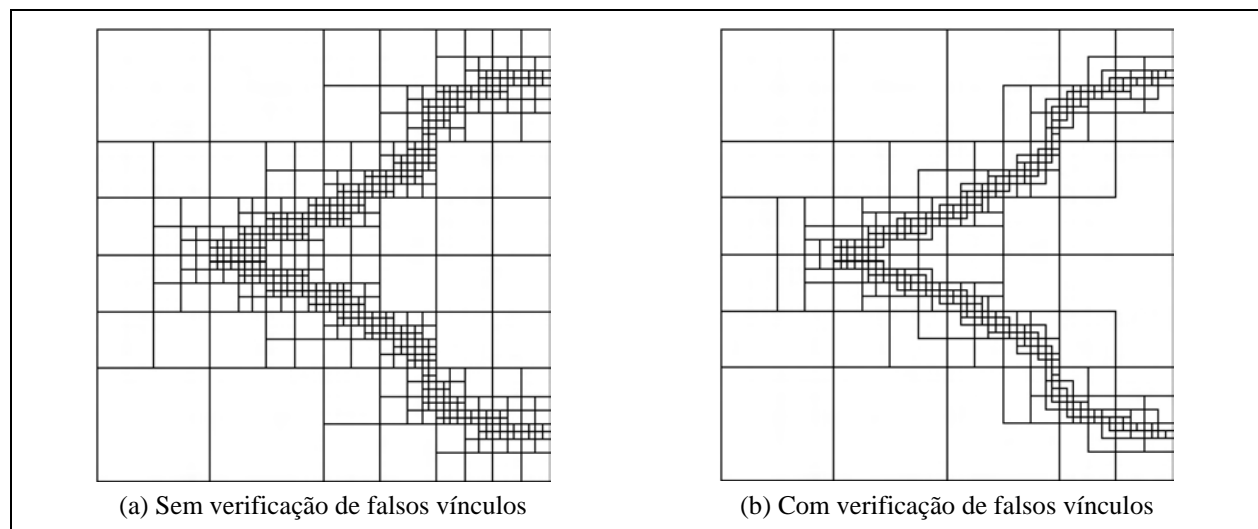 (a) Sem verificação de falsos vínculos
(b) Com verificação de falsos vínculos